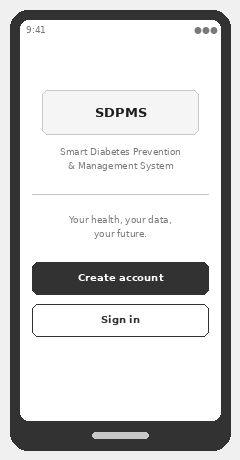 9:41
SDPMS
Smart Diabetes Prevention
& Management System
Your health, your data,
your future.
Create account
Sign in